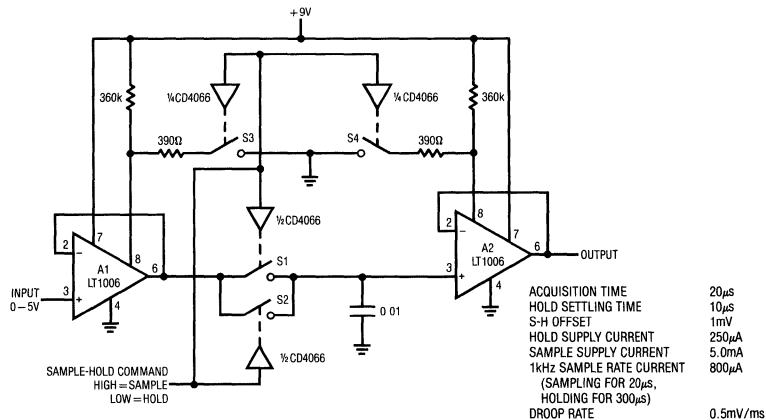 +9V
360k
¼CD4066
¼CD4066
360k
390Ω
S3
S4
390Ω
½CD4066
7
8
2
−
A1
LT1006
6
3
+
4
INPUT
0–5V
S1
S2
0 01
½CD4066
8
7
2
−
A2
LT1006
6
3
+
4
OUTPUT
SAMPLE-HOLD COMMAND
HIGH = SAMPLE
LOW = HOLD
ACQUISITION TIME 20µs
HOLD SETTLING TIME 10µs
S-H OFFSET 1mV
HOLD SUPPLY CURRENT 250µA
SAMPLE SUPPLY CURRENT 5.0mA
1kHz SAMPLE RATE CURRENT 800µA
(SAMPLING FOR 20µs,
HOLDING FOR 300µs)
DROOP RATE 0.5mV/ms